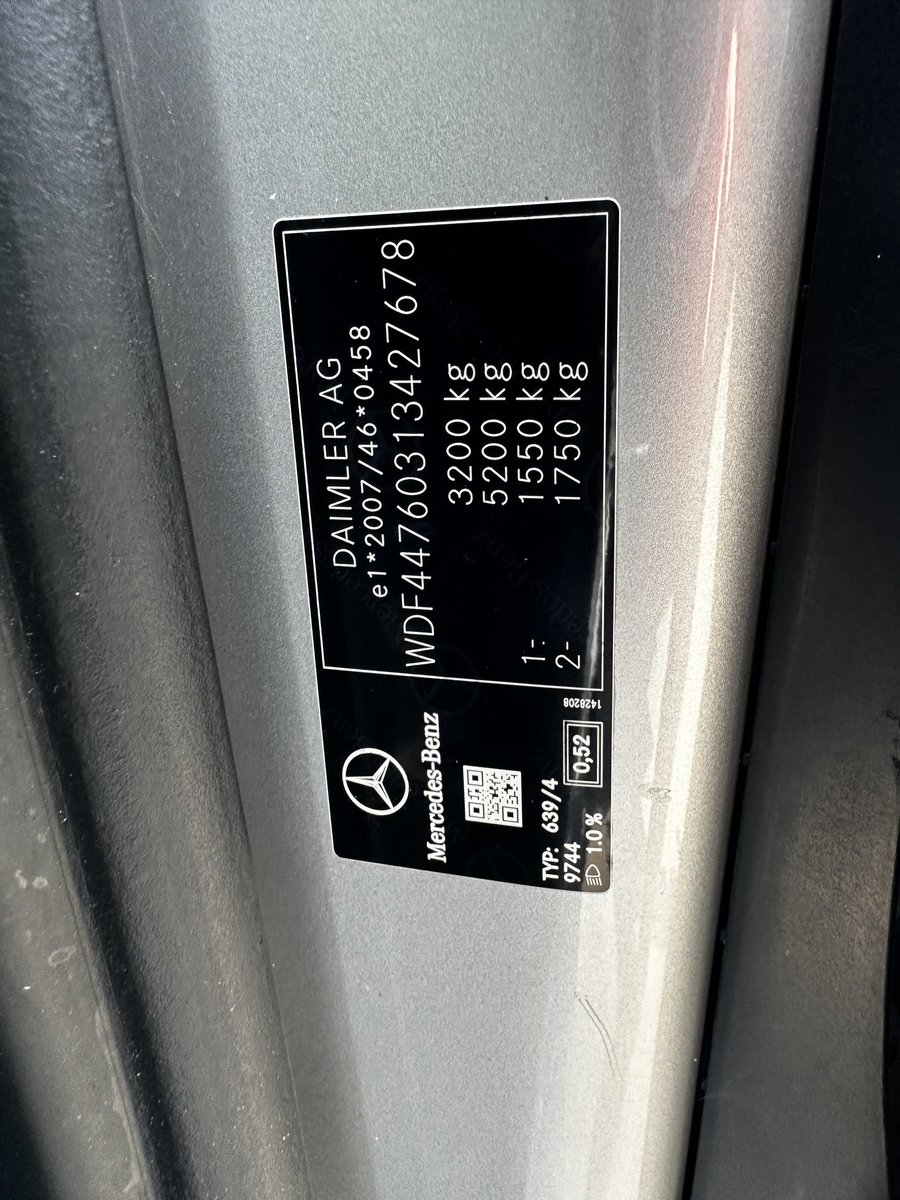 DAIMLER AG
e1*2007/46*0458
WDF44760313427678
3200 kg
5200 kg
1- 1550 kg
2- 1750 kg
Mercedes-Benz
TYP: 639/4
9744
1.0 %
0,52
1428208